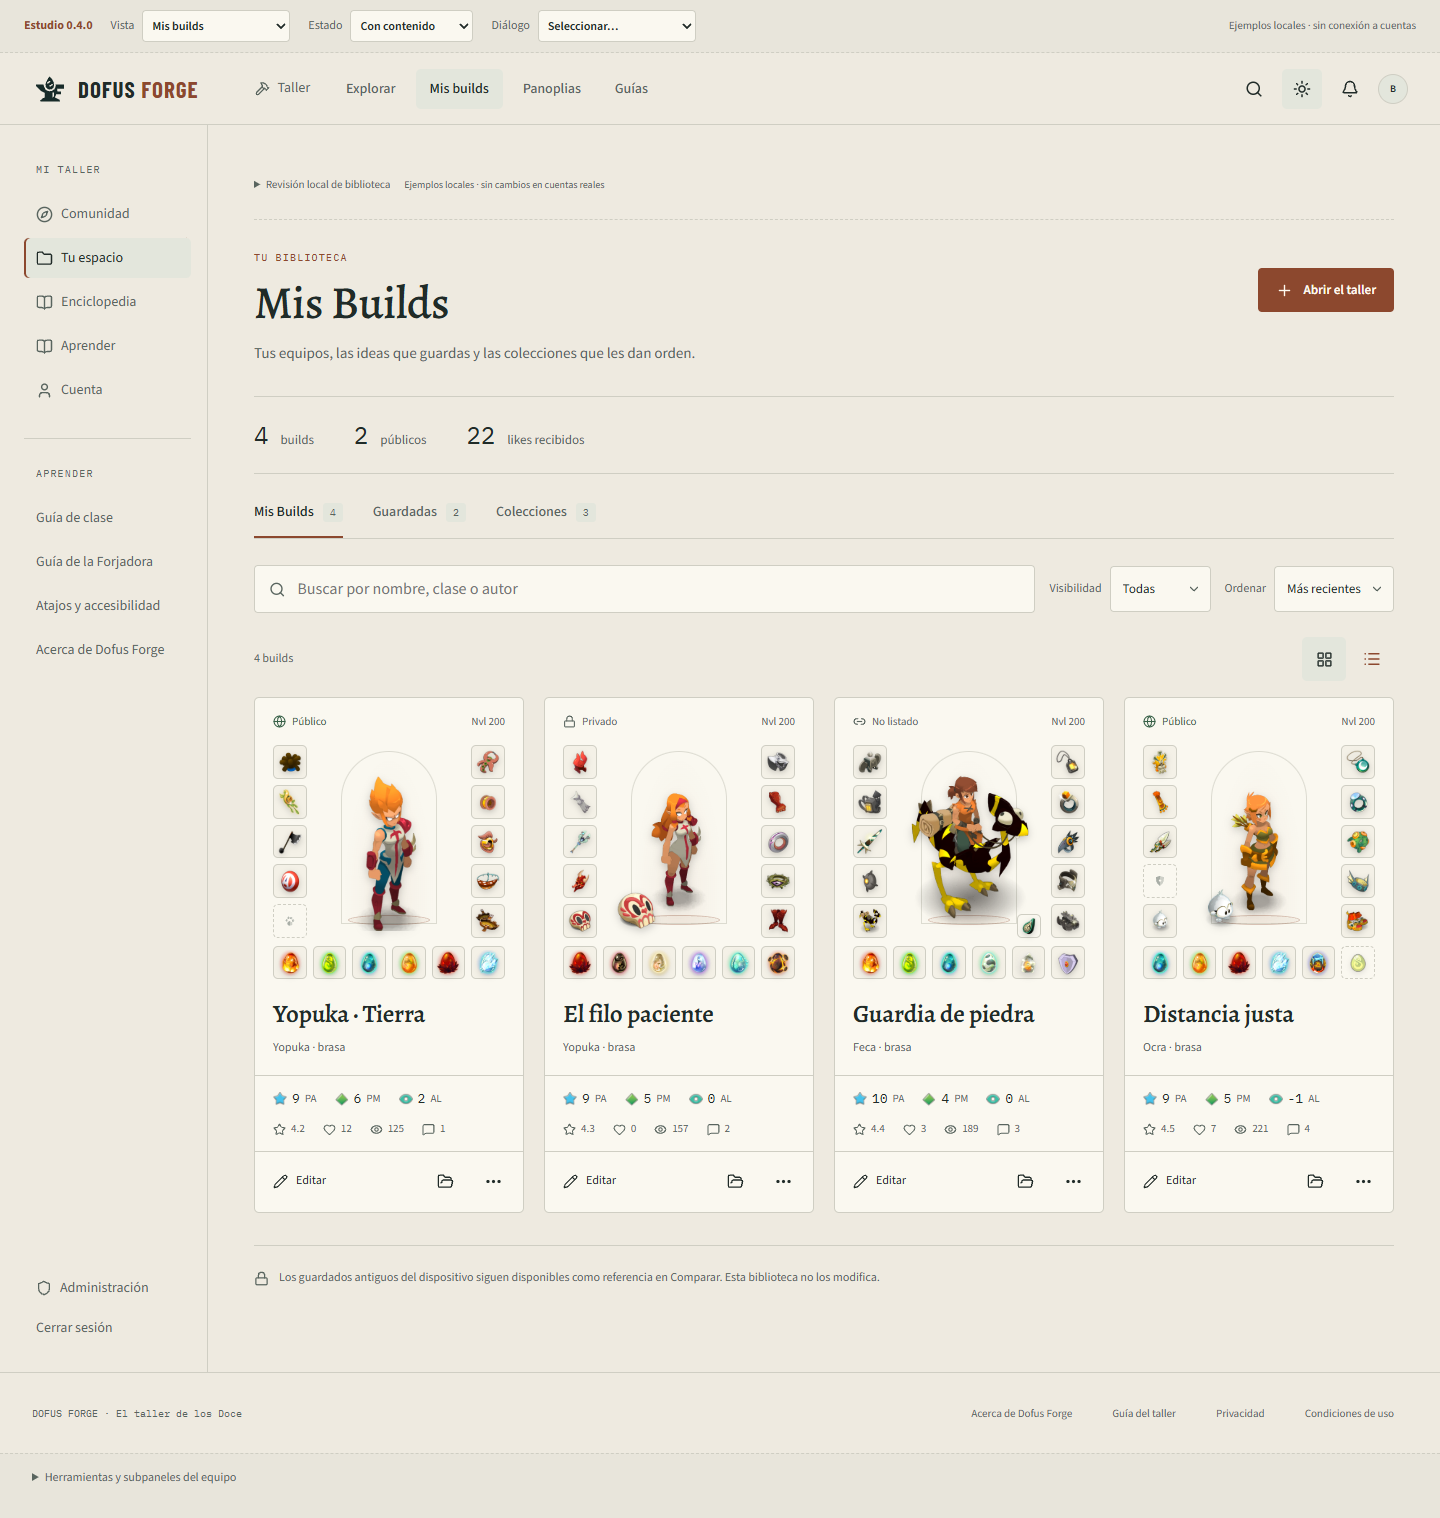 Estudio 0.4.0 Vista Mis builds Estado Con contenido Diálogo Seleccionar... Ejemplos locales · sin conexión a cuentas
DOFUS FORGE Taller Explorar Mis builds Panoplias Guías B
MI TALLER
Comunidad
Tu espacio
Enciclopedia
Aprender
Cuenta
APRENDER
Guía de clase
Guía de la Forjadora
Atajos y accesibilidad
Acerca de Dofus Forge
Administración
Cerrar sesión
Revisión local de biblioteca Ejemplos locales · sin cambios en cuentas reales
TU BIBLIOTECA
Mis Builds
Abrir el taller
Tus equipos, las ideas que guardas y las colecciones que les dan orden.
4 builds 2 públicos 22 likes recibidos
Mis Builds 4 Guardadas 2 Colecciones 3
Buscar por nombre, clase o autor Visibilidad Todas Ordenar Más recientes
4 builds
Público Nvl 200
Yopuka · Tierra
Yopuka · brasa
9 PA 6 PM 2 AL
4.2 12 125 1
Editar
Privado Nvl 200
El filo paciente
Yopuka · brasa
9 PA 5 PM 0 AL
4.3 0 157 2
Editar
No listado Nvl 200
Guardia de piedra
Feca · brasa
10 PA 4 PM 0 AL
4.4 3 189 3
Editar
Público Nvl 200
Distancia justa
Ocra · brasa
9 PA 5 PM -1 AL
4.5 7 221 4
Editar
Los guardados antiguos del dispositivo siguen disponibles como referencia en Comparar. Esta biblioteca no los modifica.
DOFUS FORGE · El taller de los Doce Acerca de Dofus Forge Guía del taller Privacidad Condiciones de uso
Herramientas y subpaneles del equipo